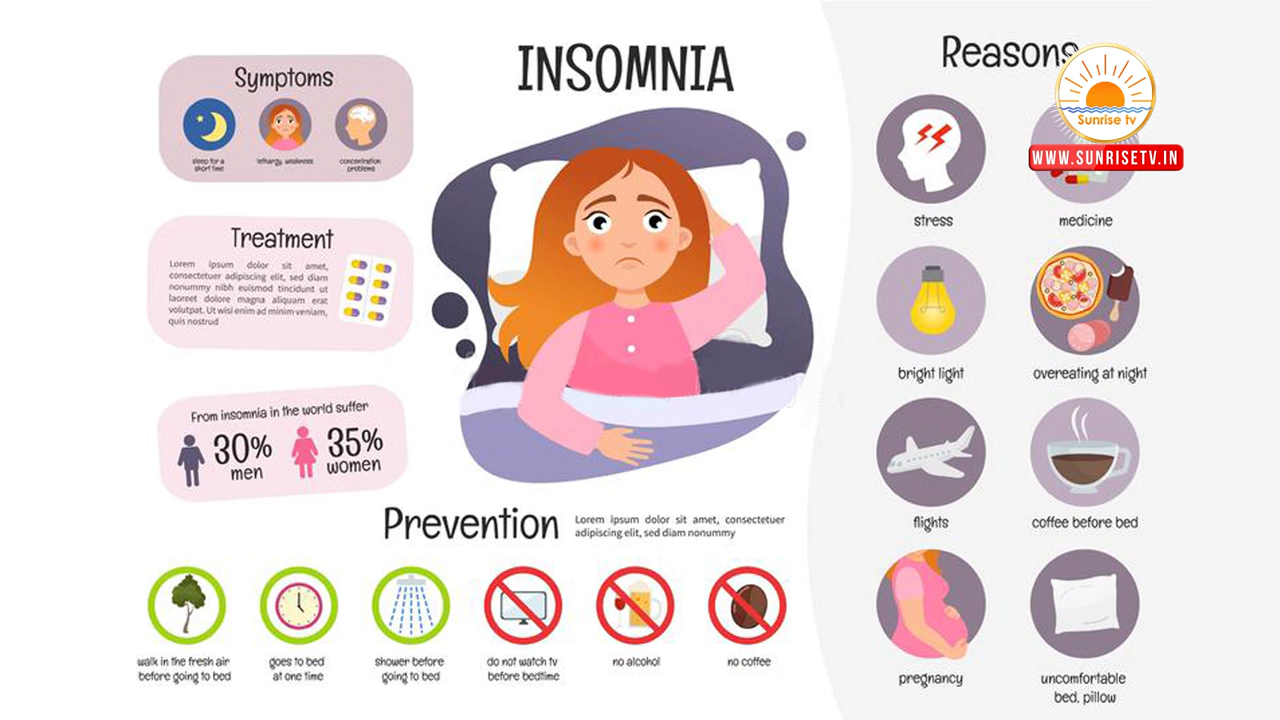 INSOMNIA
Symptoms
sleep for a
short time
lethargy, weakness
concentration
problems
Treatment
Lorem ipsum dolor sit amet,
consectetuer adipiscing elit, sed diam
nonummy nibh euismod tincidunt ut
laoreet dolore magna aliquam erat
volutpat. Ut wisi enim ad minim veniam,
quis nostrud
From insomnia in the world suffer
30%
men
35%
women
Prevention
Lorem ipsum dolor sit amet, consectetuer
adipiscing elit, sed diam nonummy
walk in the fresh air
before going to bed
goes to bed
at one time
shower before
going to bed
do not watch tv
before bedtime
no alcohol
no coffee
Reasons
Sunrise tv
WWW.SUNRISETV.IN
stress
medicine
bright light
overeating at night
flights
coffee before bed
pregnancy
uncomfortable
bed, pillow